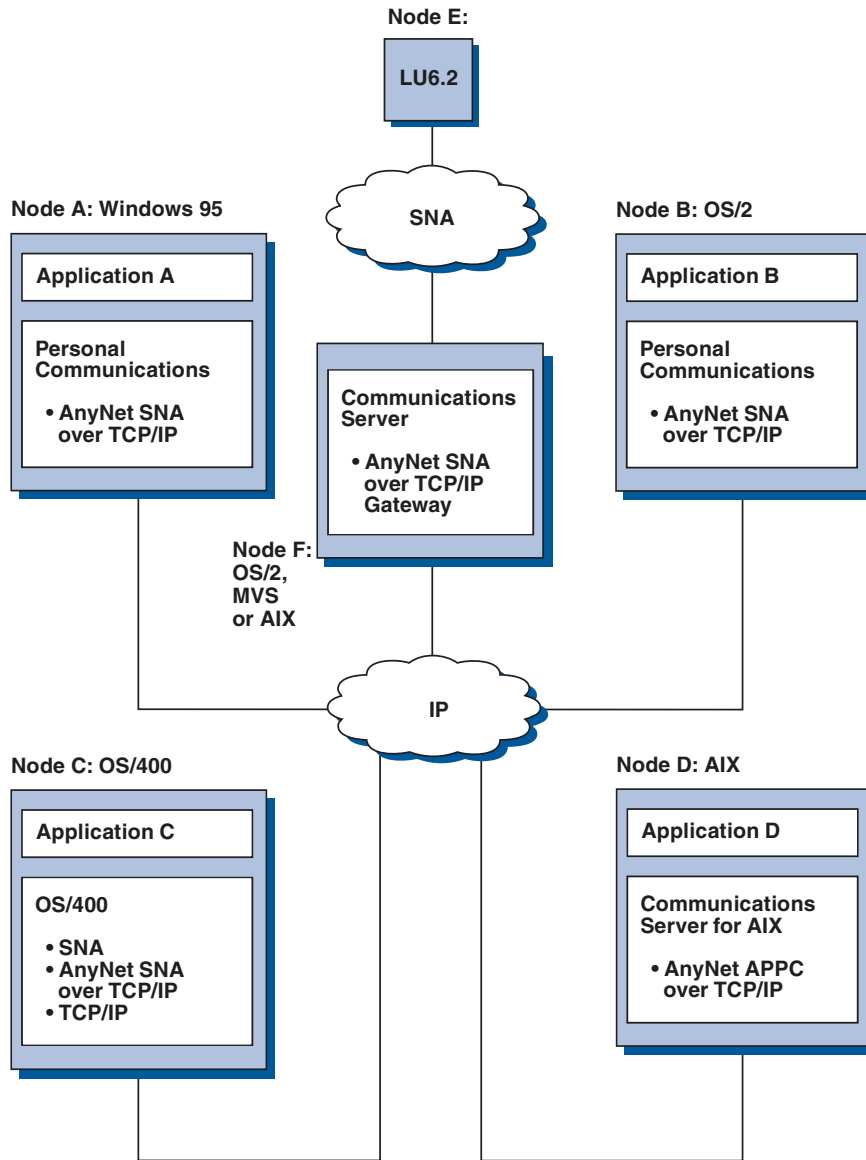 Node E:
LU6.2
SNA
Node A: Windows 95
Application A
Personal
Communications
• AnyNet SNA
over TCP/IP
Node B: OS/2
Application B
Personal
Communications
• AnyNet SNA
over TCP/IP
Communications
Server
• AnyNet SNA
over TCP/IP
Gateway
Node F:
OS/2,
MVS
or AIX
IP
Node C: OS/400
Application C
OS/400
• SNA
• AnyNet SNA
over TCP/IP
• TCP/IP
Node D: AIX
Application D
Communications
Server for AIX
• AnyNet APPC
over TCP/IP